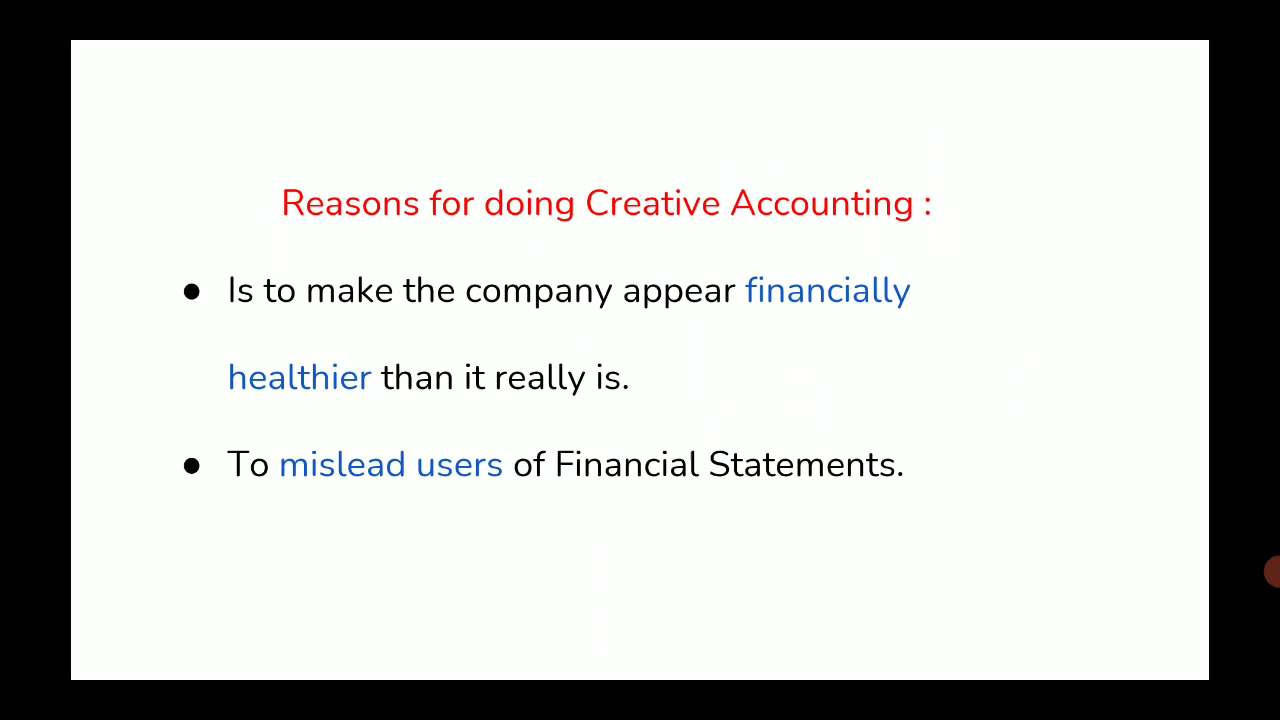 Reasons for doing Creative Accounting :
● Is to make the company appear financially
healthier than it really is.
● To mislead users of Financial Statements.